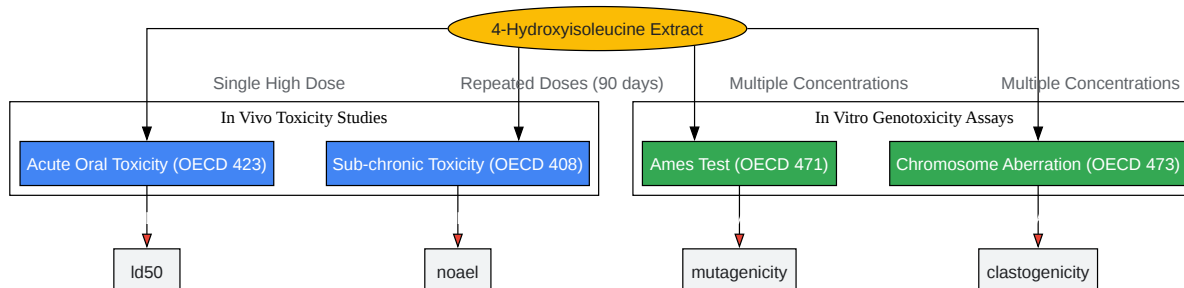 4-Hydroxyisoleucine Extract
Single High Dose
Repeated Doses (90 days)
Multiple Concentrations
Multiple Concentrations
In Vivo Toxicity Studies
In Vitro Genotoxicity Assays
Acute Oral Toxicity (OECD 423)
Sub-chronic Toxicity (OECD 408)
Ames Test (OECD 471)
Chromosome Aberration (OECD 473)
ld50
noael
mutagenicity
clastogenicity